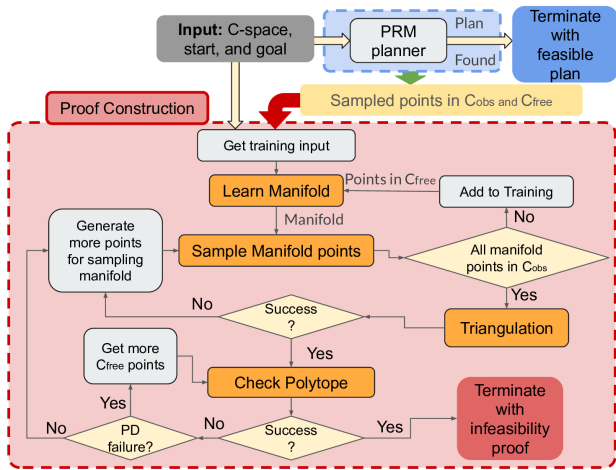 Input: C-space,
start, and goal
PRM
planner
Plan
Found
Terminate
with
feasible
plan
Proof Construction
Sampled points in Cobs and Cfree
Get training input
Learn Manifold
Points in Cfree
Add to Training
Manifold
No
Generate
more points
for sampling
manifold
Sample Manifold points
All manifold
points in Cobs
Yes
No
Success
?
Triangulation
Yes
Get more
Cfree points
Check Polytope
Terminate
with
infeasibility
proof
Yes
No
PD
failure?
No
Success
?
Yes